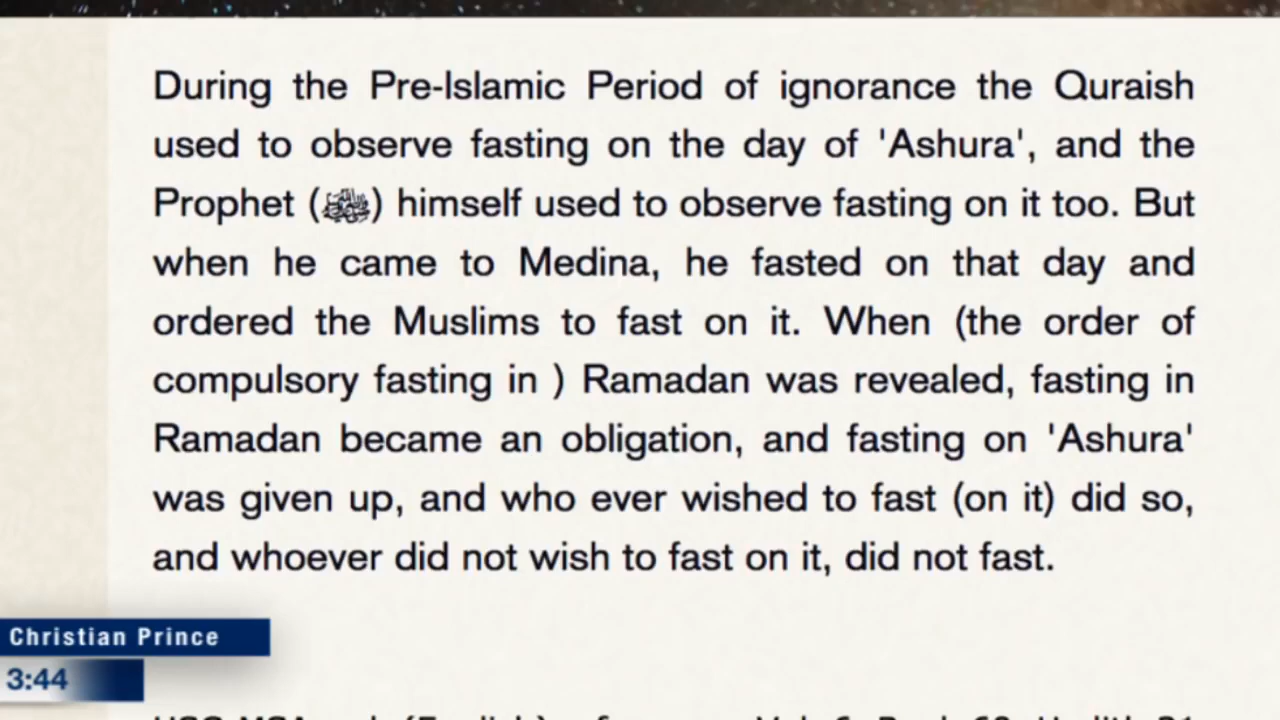 During the Pre-Islamic Period of ignorance the Quraish
used to observe fasting on the day of 'Ashura', and the
Prophet (ﷺ) himself used to observe fasting on it too. But
when he came to Medina, he fasted on that day and
ordered the Muslims to fast on it. When (the order of
compulsory fasting in ) Ramadan was revealed, fasting in
Ramadan became an obligation, and fasting on 'Ashura'
was given up, and who ever wished to fast (on it) did so,
and whoever did not wish to fast on it, did not fast.
Christian Prince
3:44